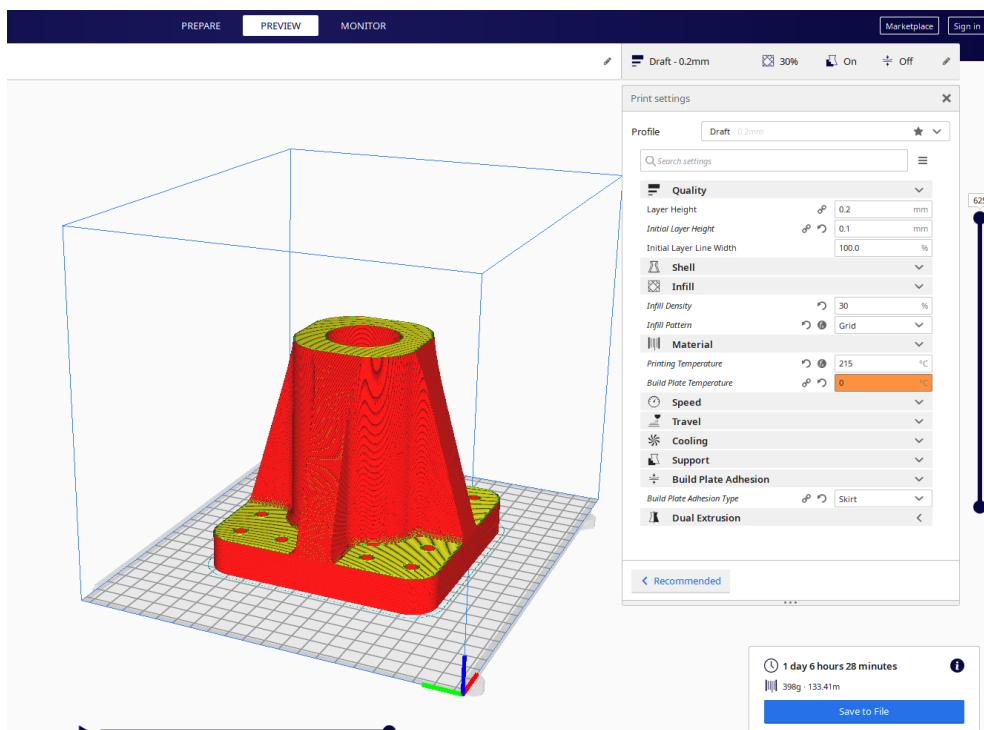 PREPARE PREVIEW MONITOR Marketplace Sign in
Draft - 0.2mm 30% On Off
Print settings
Profile Draft - 0.2mm
Search settings
Quality
Layer Height 0.2 mm
Initial Layer Height 0.1 mm
Initial Layer Line Width 100.0 %
Shell
Infill
Infill Density 30 %
Infill Pattern Grid
Material
Printing Temperature 215 °C
Build Plate Temperature 0 °C
Speed
Travel
Cooling
Support
Build Plate Adhesion
Build Plate Adhesion Type Skirt
Dual Extrusion
Recommended
625
1 day 6 hours 28 minutes
398g · 133.41m
Save to File